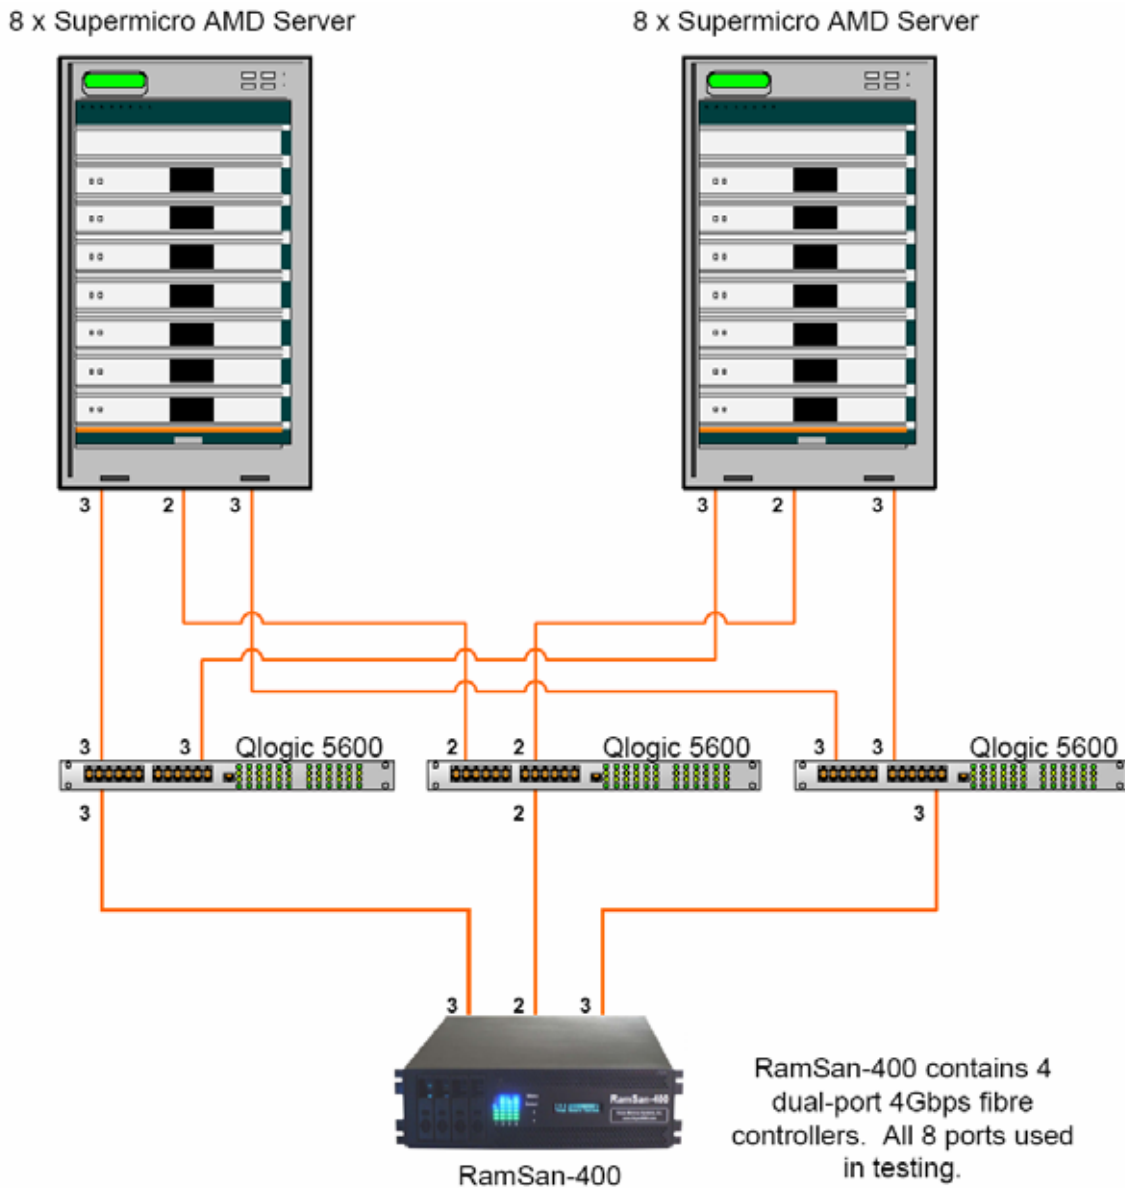 8 x Supermicro AMD Server
8 x Supermicro AMD Server
3 2 3
3 2 3
3 3 Qlogic 5600
2 2 Qlogic 5600
3 3 Qlogic 5600
3
2
3
3 2 3
RamSan-400
RamSan-400 contains 4
dual-port 4Gbps fibre
controllers. All 8 ports used
in testing.
RamSan-400